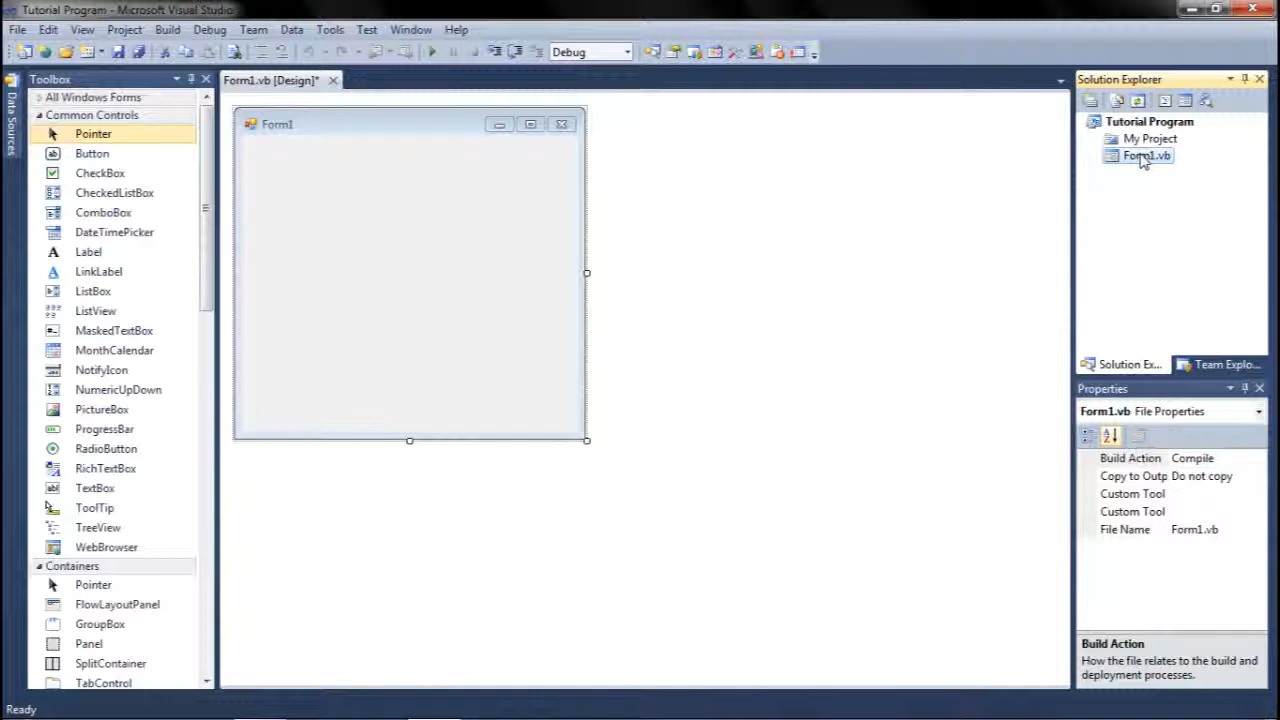 Tutorial Program - Microsoft Visual Studio
File Edit View Project Build Debug Team Data Tools Test Window Help
Debug
Data Sources
Toolbox
All Windows Forms
Common Controls
Pointer
Button
CheckBox
CheckedListBox
ComboBox
DateTimePicker
Label
LinkLabel
ListBox
ListView
MaskedTextBox
MonthCalendar
NotifyIcon
NumericUpDown
PictureBox
ProgressBar
RadioButton
RichTextBox
TextBox
ToolTip
TreeView
WebBrowser
Containers
Pointer
FlowLayoutPanel
GroupBox
Panel
SplitContainer
TabControl
Form1.vb [Design]*
Form1
Solution Explorer
Tutorial Program
My Project
Form1.vb
Solution Ex... Team Explo...
Properties
Form1.vb File Properties
Build Action Compile
Copy to Outp Do not copy
Custom Tool
Custom Tool
File Name Form1.vb
Build Action
How the file relates to the build and
deployment processes.
Ready